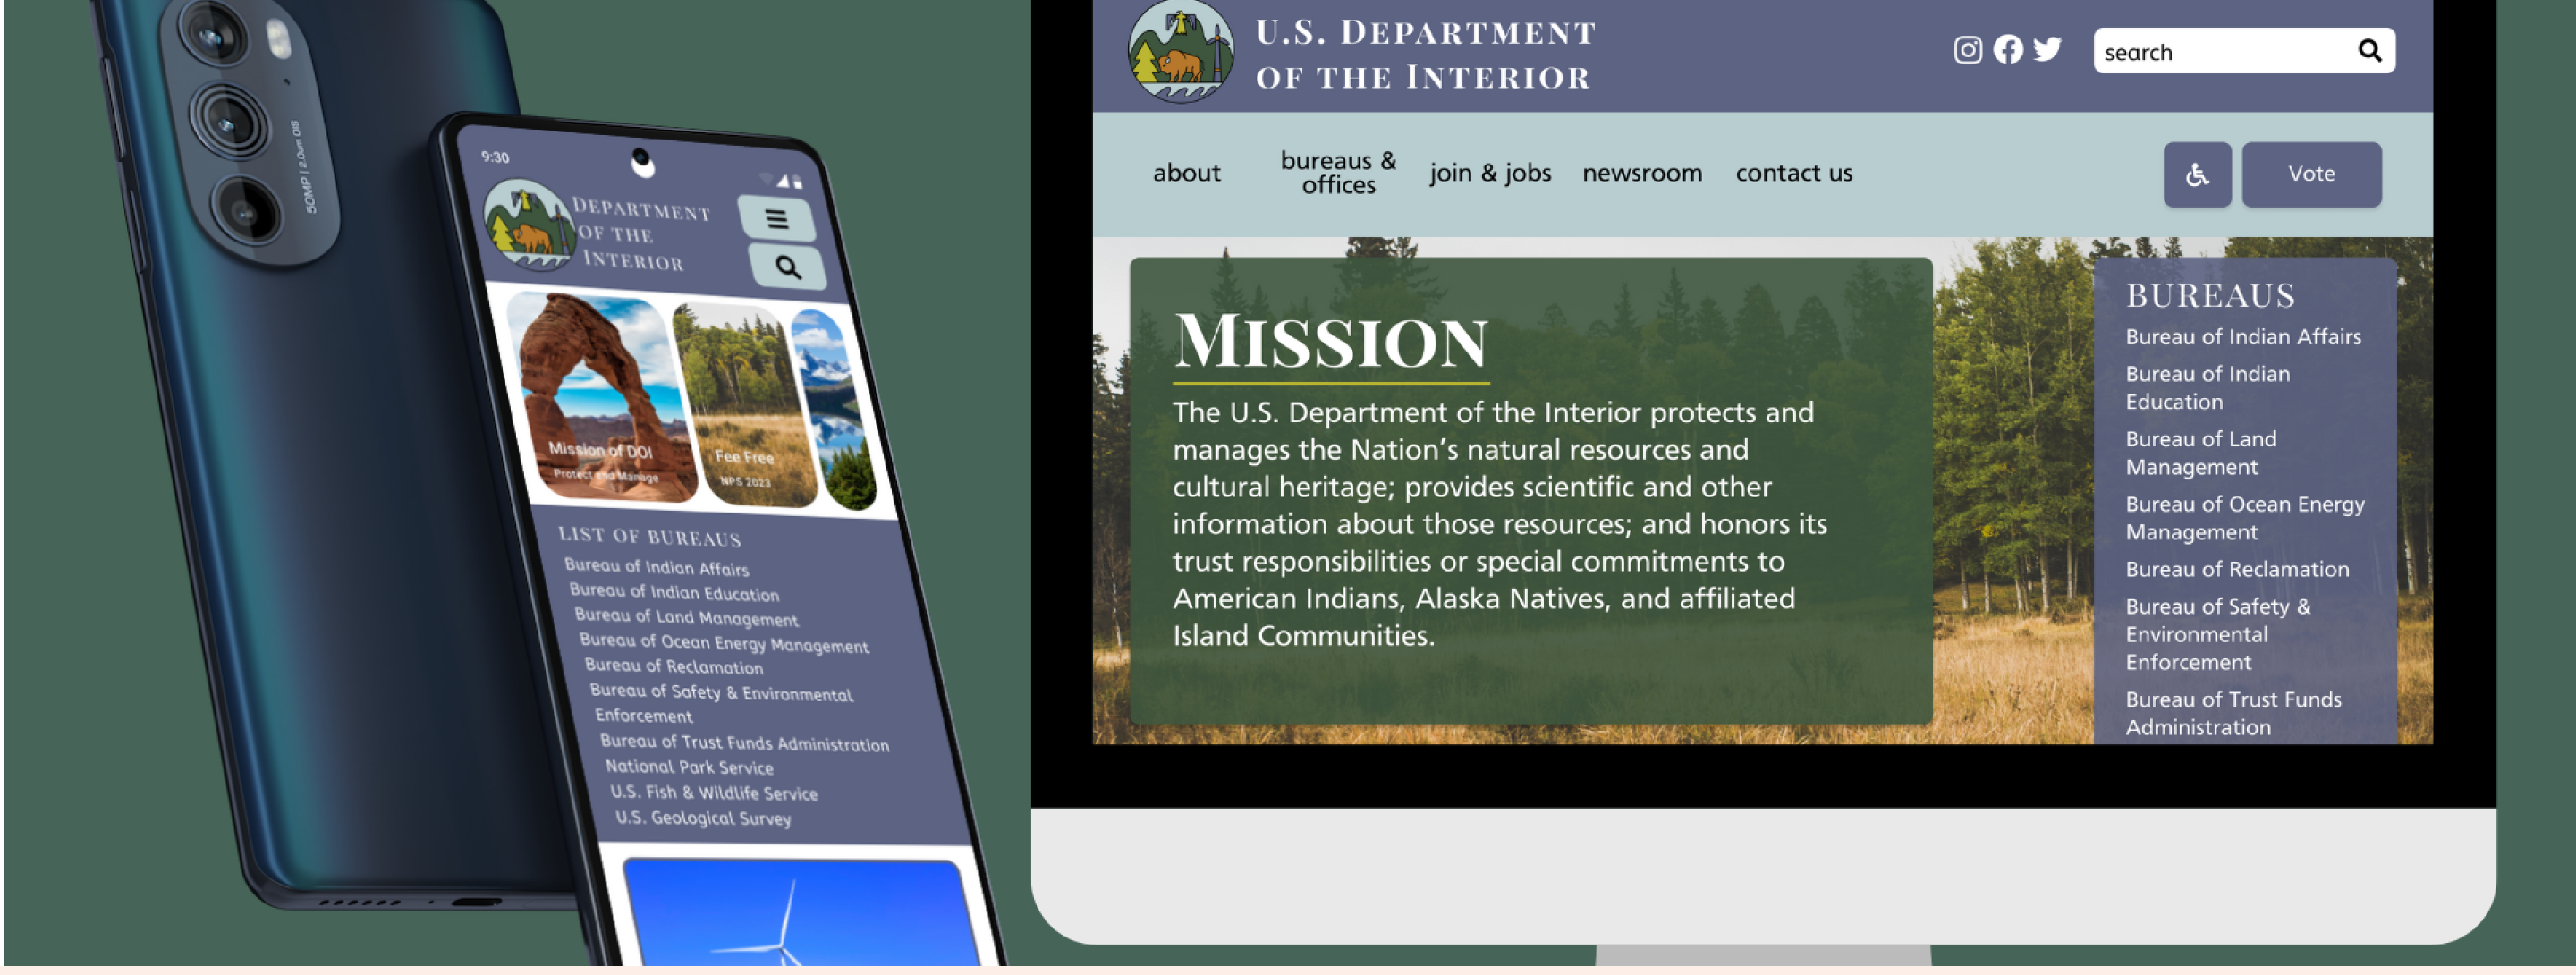 50MP | 2.0um OIS
9:30
DEPARTMENT
OF THE
INTERIOR
Mission of DOI
Protect and Manage
Fee Free
NPS 2023
LIST OF BUREAUS
Bureau of Indian Affairs
Bureau of Indian Education
Bureau of Land Management
Bureau of Ocean Energy Management
Bureau of Reclamation
Bureau of Safety & Environmental
Enforcement
Bureau of Trust Funds Administration
National Park Service
U.S. Fish & Wildlife Service
U.S. Geological Survey
U.S. DEPARTMENT
OF THE INTERIOR
search
about
bureaus &
offices
join & jobs
newsroom
contact us
Vote
MISSION
The U.S. Department of the Interior protects and
manages the Nation’s natural resources and
cultural heritage; provides scientific and other
information about those resources; and honors its
trust responsibilities or special commitments to
American Indians, Alaska Natives, and affiliated
Island Communities.
BUREAUS
Bureau of Indian Affairs
Bureau of Indian
Education
Bureau of Land
Management
Bureau of Ocean Energy
Management
Bureau of Reclamation
Bureau of Safety &
Environmental
Enforcement
Bureau of Trust Funds
Administration